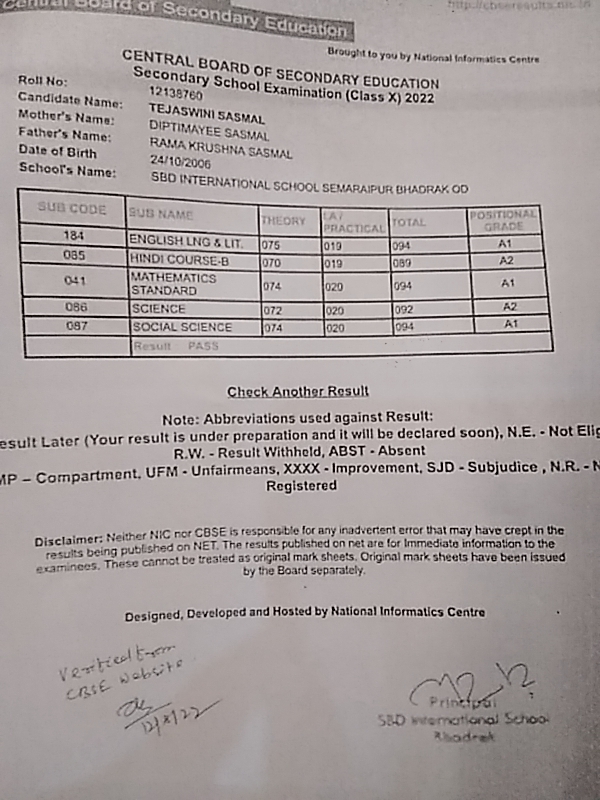 Central Board of Secondary Education
http://cbseresults.nic.in
Brought to you by National Informatics Centre
CENTRAL BOARD OF SECONDARY EDUCATION
Secondary School Examination (Class X) 2022
Roll No: 12138760
Candidate Name: TEJASWINI SASMAL
Mother's Name: DIPTIMAYEE SASMAL
Father's Name: RAMA KRUSHNA SASMAL
Date of Birth 24/10/2006
School's Name: SBD INTERNATIONAL SCHOOL SEMARAIPUR BHADRAK OD
SUB CODE SUB NAME THEORY IA / PRACTICAL TOTAL POSITIONAL GRADE
184 ENGLISH LNG & LIT. 075 019 094 A1
085 HINDI COURSE-B 070 019 089 A2
041 MATHEMATICS STANDARD 074 020 094 A1
086 SCIENCE 072 020 092 A2
087 SOCIAL SCIENCE 074 020 094 A1
Result PASS
Check Another Result
Note: Abbreviations used against Result:
esult Later (Your result is under preparation and it will be declared soon), N.E. - Not Elig
R.W. - Result Withheld, ABST - Absent
MP – Compartment, UFM - Unfairmeans, XXXX - Improvement, SJD - Subjudice , N.R. - N
Registered
Disclaimer: Neither NIC nor CBSE is responsible for any inadvertent error that may have crept in the
results being published on NET. The results published on net are for Immediate information to the
examinees. These cannot be treated as original mark sheets. Original mark sheets have been issued
by the Board separately.
Designed, Developed and Hosted by National Informatics Centre
Verified from
CBSE Website
12/8/22
Principal
SBD International School
Bhadrak